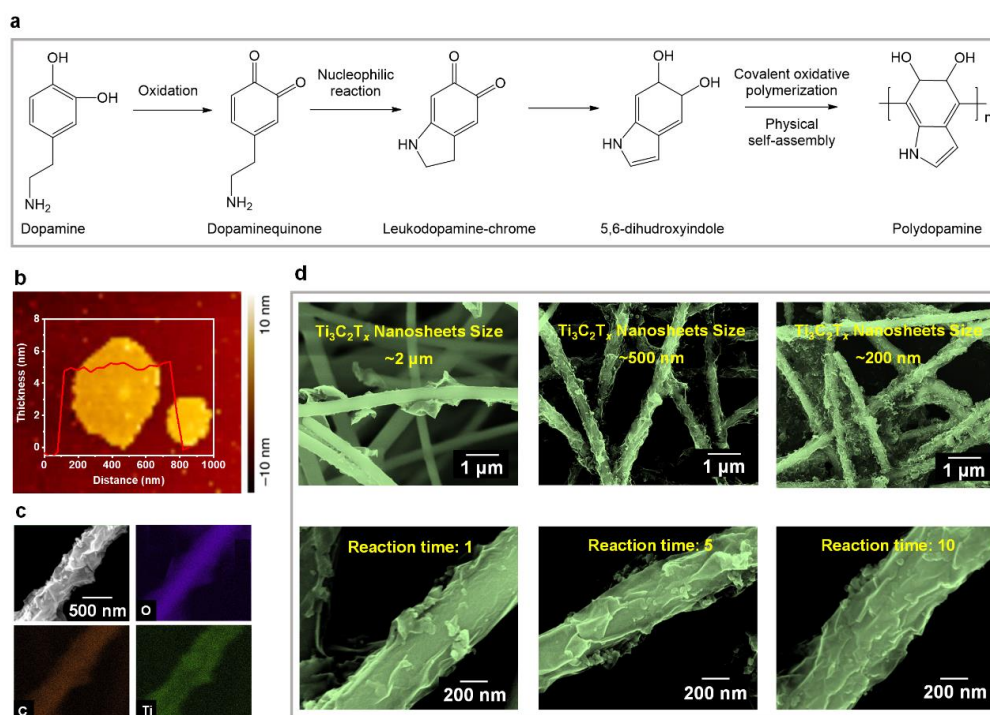 a
OH
OH
NH₂
Dopamine
Oxidation
O
O
NH₂
Dopaminequinone
Nucleophilic
reaction
O
O
HN
Leukodopamine-chrome
OH
OH
HN
5,6-dihudroxyindole
Covalent oxidative
polymerization
Physical
self-assembly
HO
OH
HN
n
Polydopamine
b
8
6
4
2
0
Thickness (nm)
0 200 400 600 800 1000
Distance (nm)
10 nm
−10 nm
c
500 nm
O
C
Ti
d
Ti₃C₂Tₓ Nanosheets Size
~2 μm
1 μm
Ti₃C₂Tₓ Nanosheets Size
~500 nm
1 μm
Ti₃C₂Tₓ Nanosheets Size
~200 nm
1 μm
Reaction time: 1
200 nm
Reaction time: 5
200 nm
Reaction time: 10
200 nm